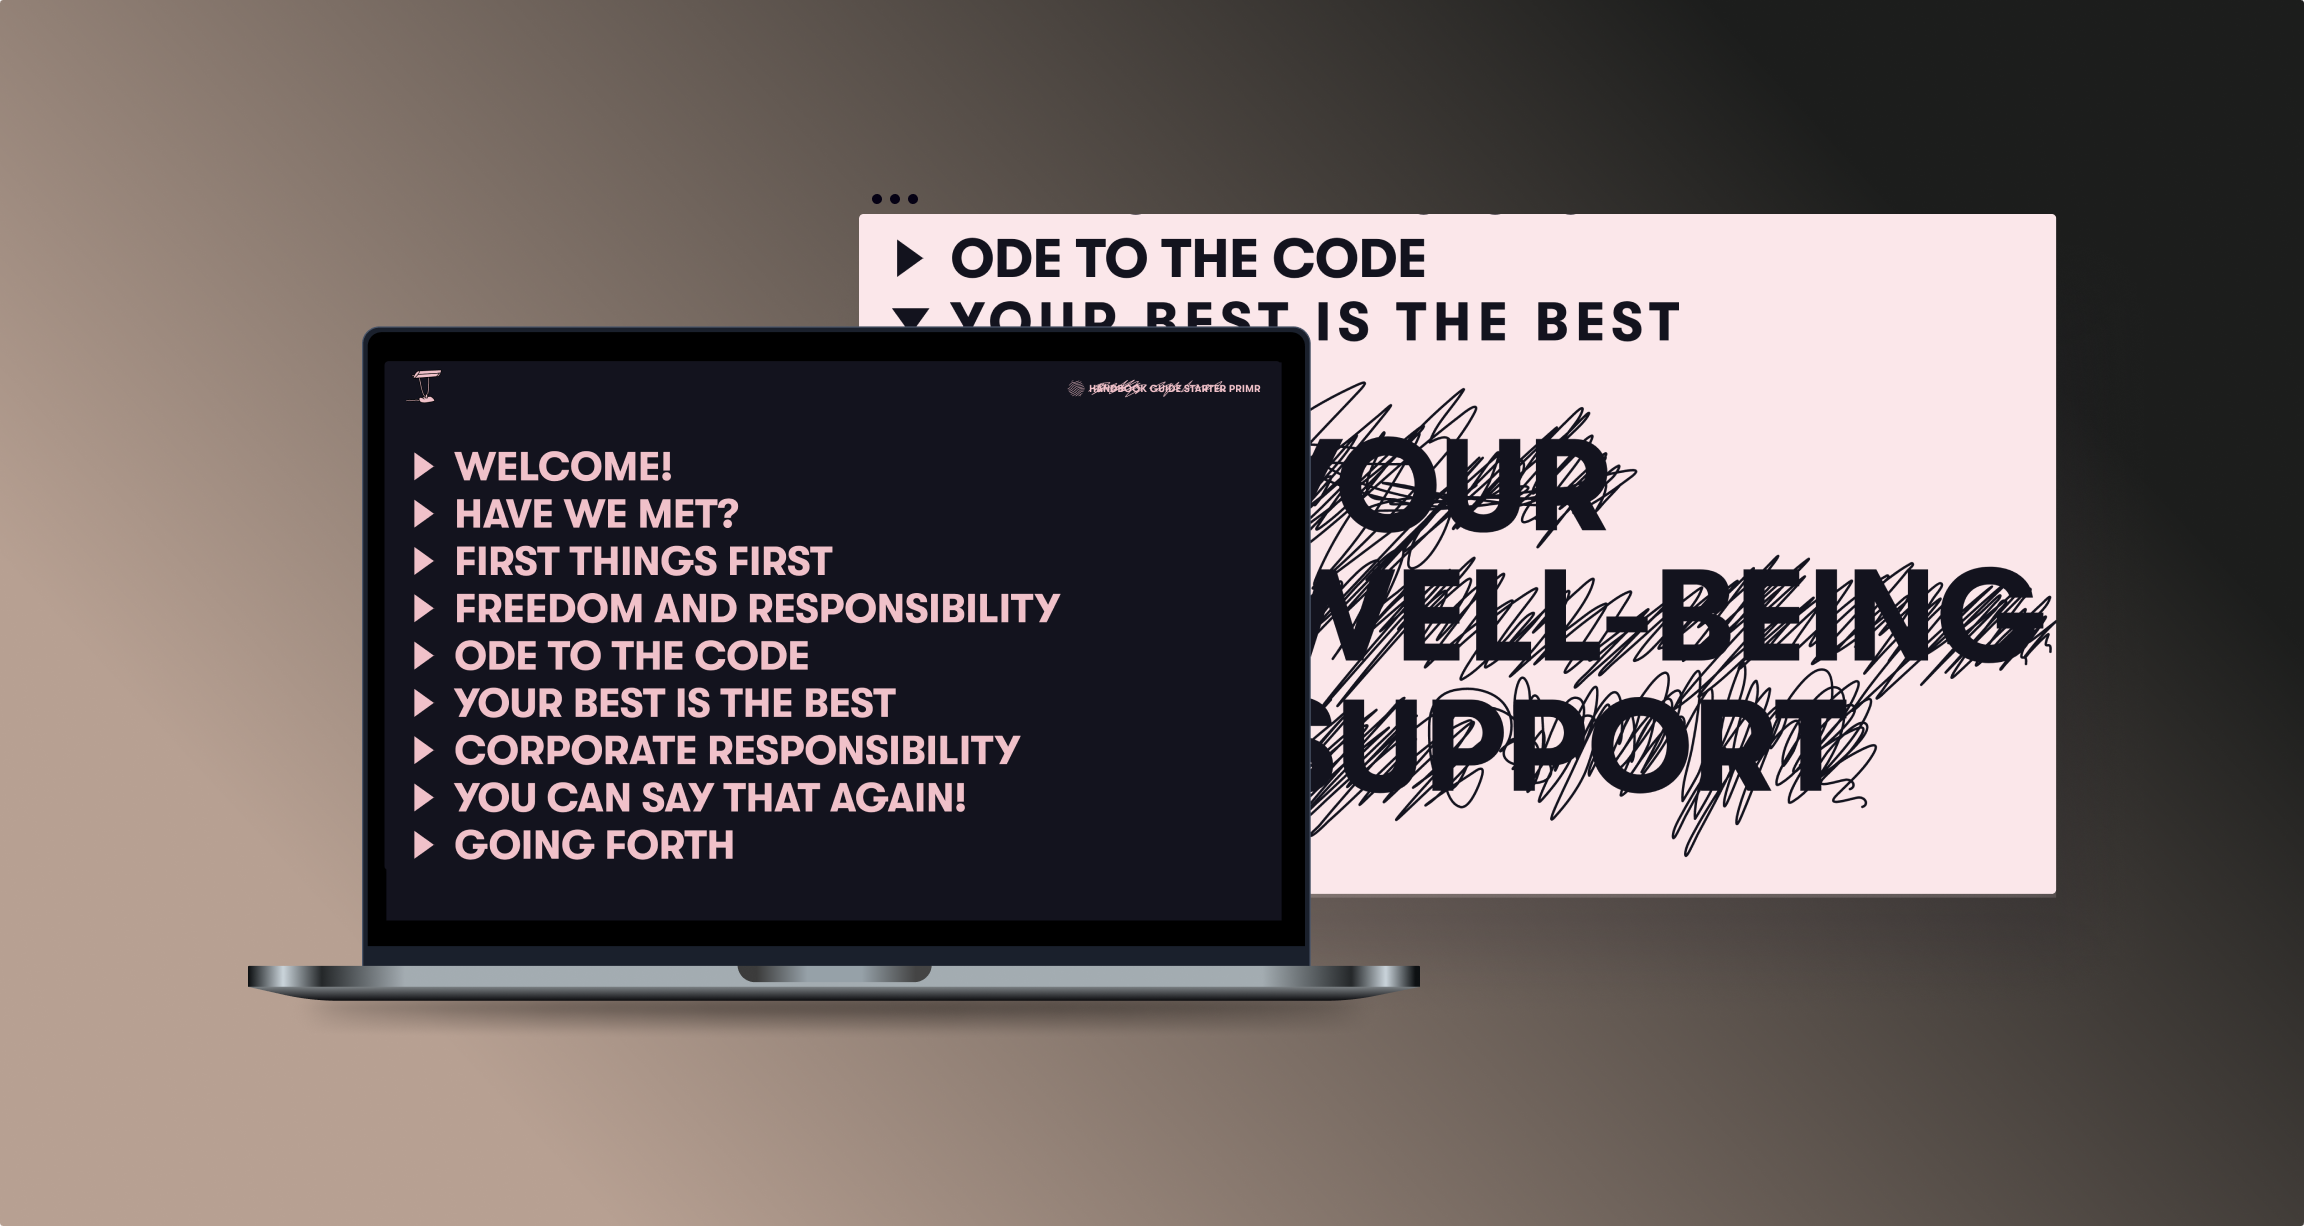 ODE TO THE CODE
YOUR BEST IS THE BEST
HANDBOOK GUIDE STARTER PRIMR
WELCOME!
HAVE WE MET?
FIRST THINGS FIRST
FREEDOM AND RESPONSIBILITY
ODE TO THE CODE
YOUR BEST IS THE BEST
CORPORATE RESPONSIBILITY
YOU CAN SAY THAT AGAIN!
GOING FORTH
YOUR
WELL-BEING
SUPPORT